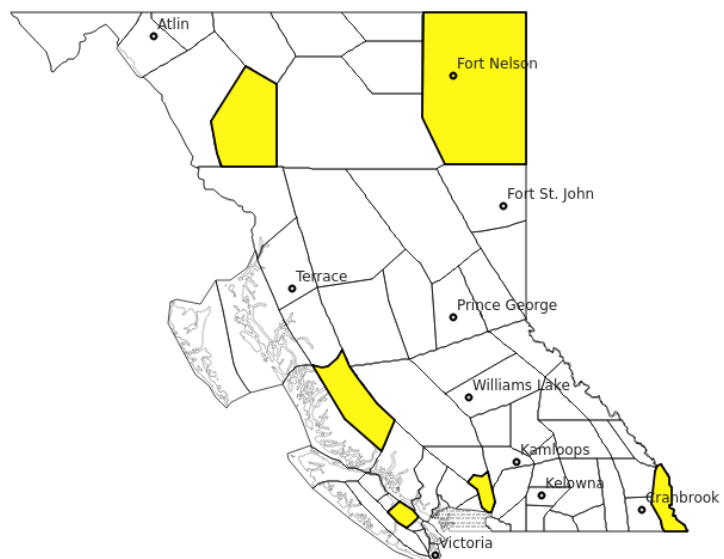 Atlin
Fort Nelson
Fort St. John
Terrace
Prince George
Williams Lake
Kamloops
Kelowna
Cranbrook
Victoria